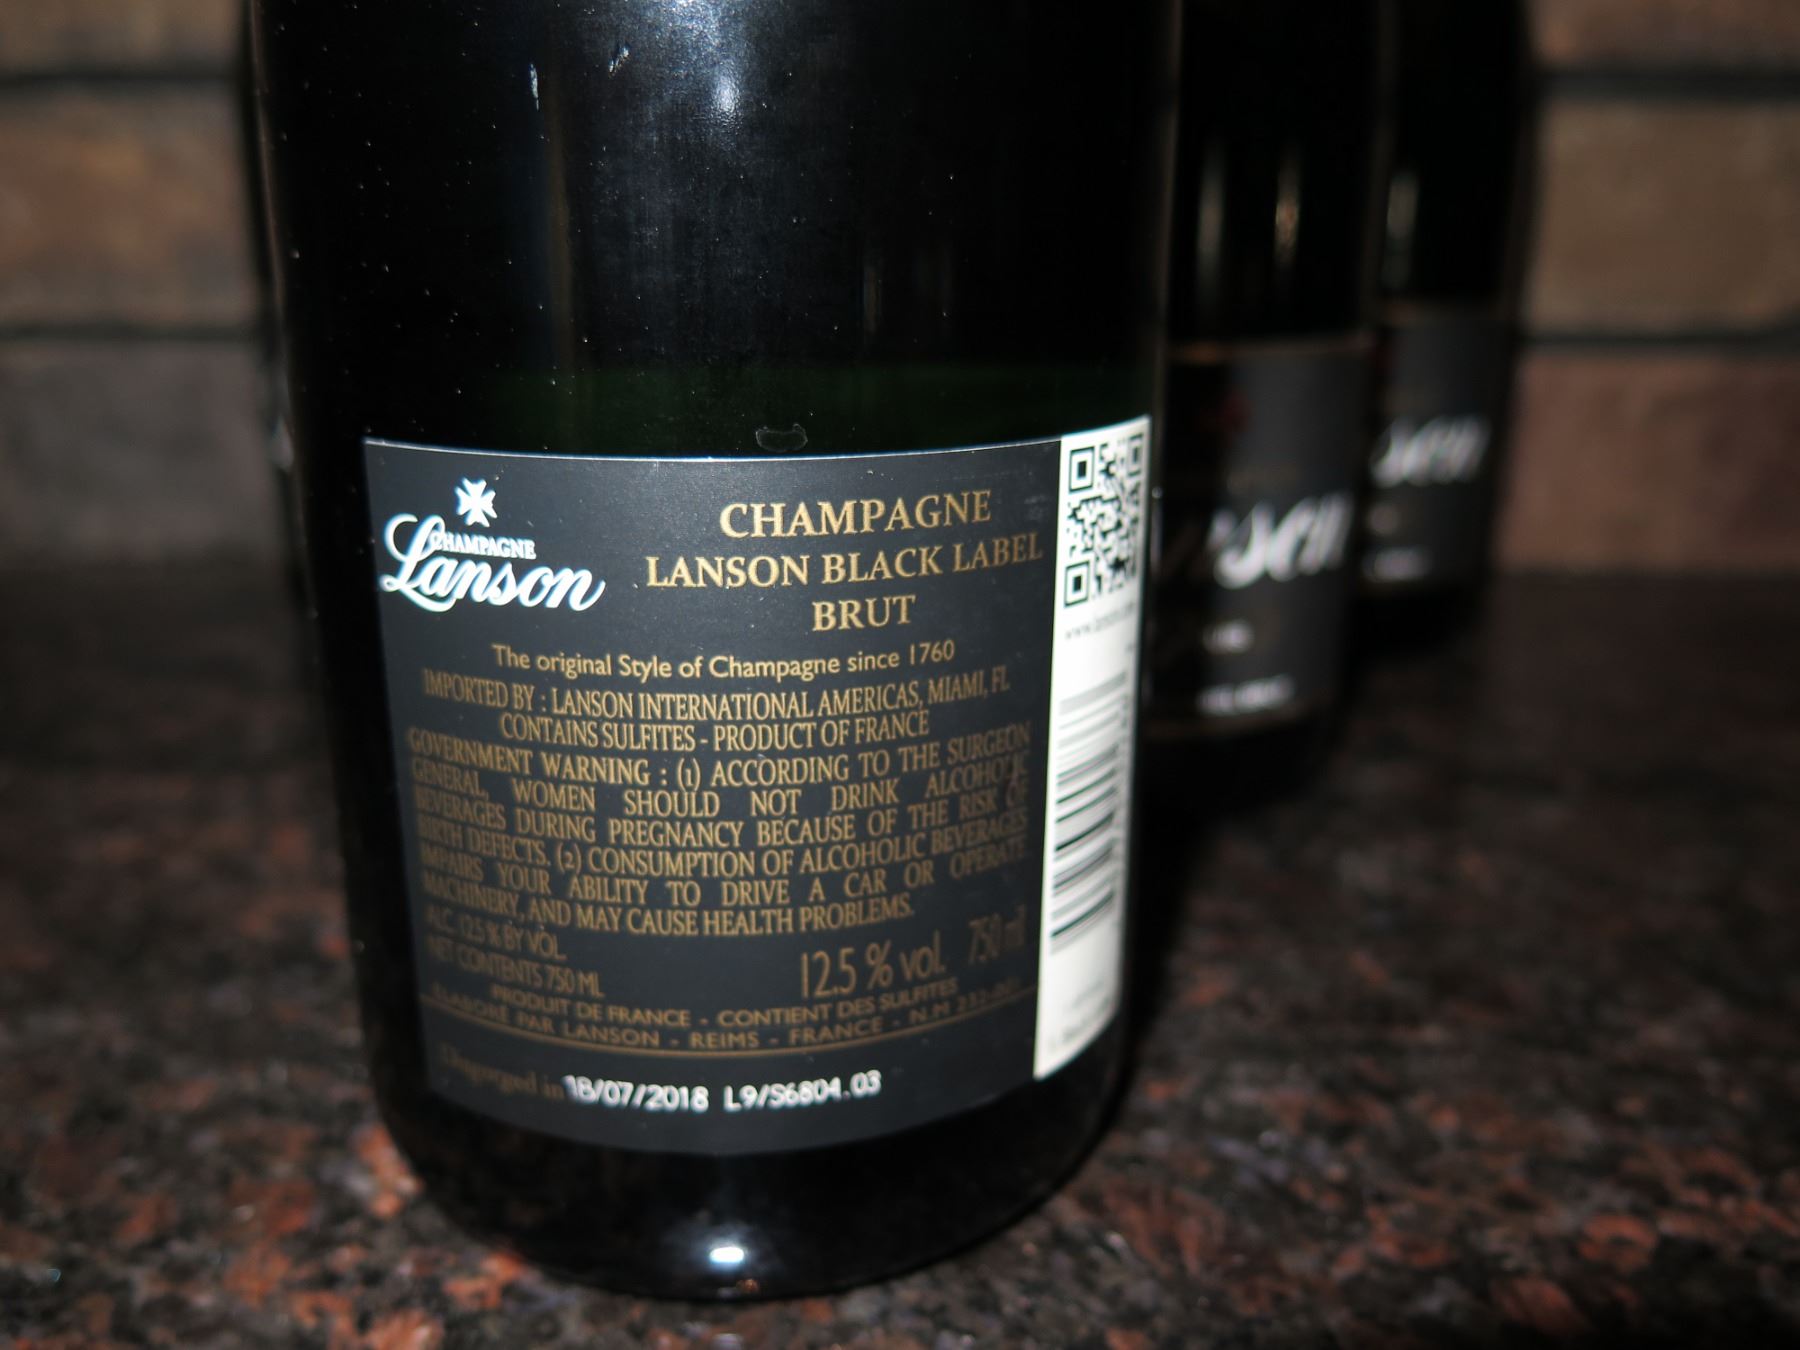 CHAMPAGNE
Lanson
CHAMPAGNE
LANSON BLACK LABEL
BRUT
The original Style of Champagne since 1760
IMPORTED BY : LANSON INTERNATIONAL AMERICAS, MIAMI, FL
CONTAINS SULFITES - PRODUCT OF FRANCE
GOVERNMENT WARNING : (1) ACCORDING TO THE SURGEON
GENERAL, WOMEN SHOULD NOT DRINK ALCOHOLIC
BEVERAGES DURING PREGNANCY BECAUSE OF THE RISK OF
BIRTH DEFECTS. (2) CONSUMPTION OF ALCOHOLIC BEVERAGES
IMPAIRS YOUR ABILITY TO DRIVE A CAR OR OPERATE
MACHINERY, AND MAY CAUSE HEALTH PROBLEMS.
ALC. 12.5 % BY VOL.
NET CONTENTS 750 ML
12.5 % vol. 750 ml
PRODUIT DE FRANCE - CONTIENT DES SULFITES
ELABORÉ PAR LANSON - REIMS - FRANCE - N.M
Disgorged in 18/07/2018 L9/S6804.03